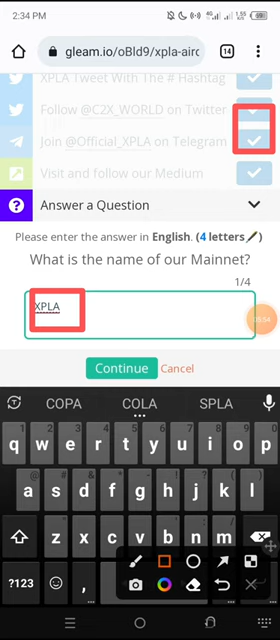 2:34 PM
gleam.io/oBld9/xpla-airc
14
XPLA Tweet With The # Hashtag
Follow @C2X_WORLD on Twitter
Join @Official_XPLA on Telegram
Visit and follow our Medium
Answer a Question
Please enter the answer in English. (4 letters🖋)
What is the name of our Mainnet?
1/4
XPLA
Continue Cancel
COPA COLA SPLA
q w e r t y u i o p
a s d f g h j k l
z x c v b n m
?123 ,